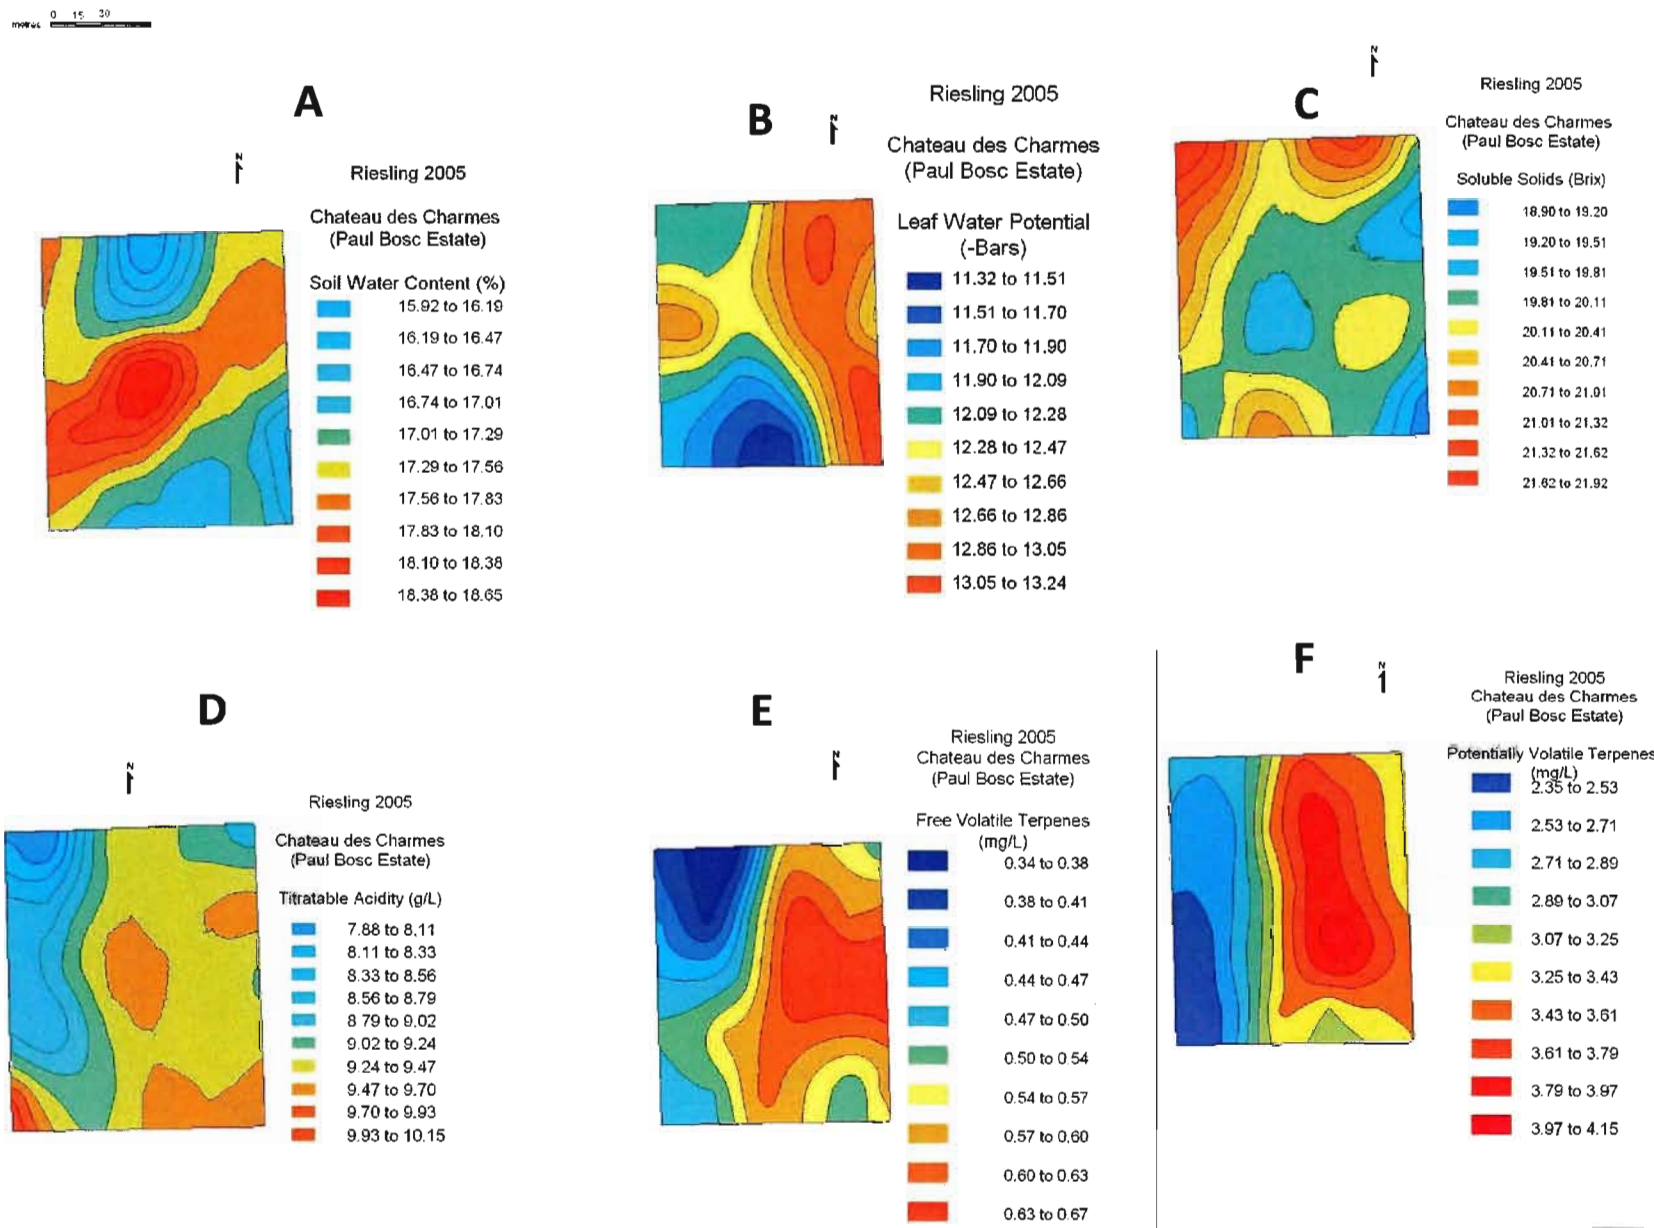 0 15 30
metres
A
N
Riesling 2005
Chateau des Charmes
(Paul Bosc Estate)
Soil Water Content (%)
15.92 to 16.19
16.19 to 16.47
16.47 to 16.74
16.74 to 17.01
17.01 to 17.29
17.29 to 17.56
17.56 to 17.83
17.83 to 18.10
18.10 to 18.38
18.38 to 18.65
B
N
Riesling 2005
Chateau des Charmes
(Paul Bosc Estate)
Leaf Water Potential
(-Bars)
11.32 to 11.51
11.51 to 11.70
11.70 to 11.90
11.90 to 12.09
12.09 to 12.28
12.28 to 12.47
12.47 to 12.66
12.66 to 12.86
12.86 to 13.05
13.05 to 13.24
C
N
Riesling 2005
Chateau des Charmes
(Paul Bosc Estate)
Soluble Solids (Brix)
18.90 to 19.20
19.20 to 19.51
19.51 to 19.81
19.81 to 20.11
20.11 to 20.41
20.41 to 20.71
20.71 to 21.01
21.01 to 21.32
21.32 to 21.62
21.62 to 21.92
D
N
Riesling 2005
Chateau des Charmes
(Paul Bosc Estate)
Titratable Acidity (g/L)
7.88 to 8.11
8.11 to 8.33
8.33 to 8.56
8.56 to 8.79
8.79 to 9.02
9.02 to 9.24
9.24 to 9.47
9.47 to 9.70
9.70 to 9.93
9.93 to 10.15
E
N
Riesling 2005
Chateau des Charmes
(Paul Bosc Estate)
Free Volatile Terpenes
(mg/L)
0.34 to 0.38
0.38 to 0.41
0.41 to 0.44
0.44 to 0.47
0.47 to 0.50
0.50 to 0.54
0.54 to 0.57
0.57 to 0.60
0.60 to 0.63
0.63 to 0.67
F
N
Riesling 2005
Chateau des Charmes
(Paul Bosc Estate)
Potentially Volatile Terpenes
(mg/L)
2.35 to 2.53
2.53 to 2.71
2.71 to 2.89
2.89 to 3.07
3.07 to 3.25
3.25 to 3.43
3.43 to 3.61
3.61 to 3.79
3.79 to 3.97
3.97 to 4.15